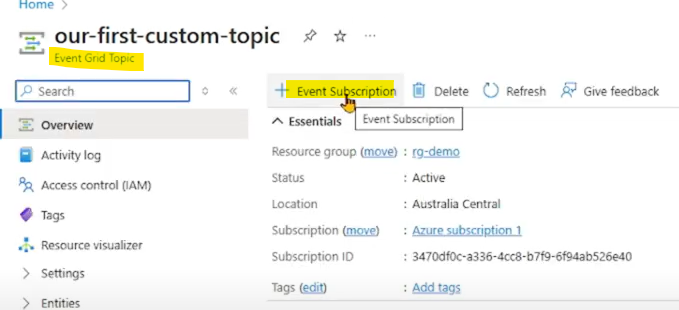 Home
our-first-custom-topic
Event Grid Topic
Search
+ Event Subscription Delete Refresh Give feedback
Event Subscription
Essentials
Overview
Activity log
Access control (IAM)
Tags
Resource visualizer
Settings
Entities
Resource group (move) : rg-demo
Status : Active
Location : Australia Central
Subscription (move) : Azure subscription 1
Subscription ID : 3470df0c-a336-4cc8-b7f9-6f94ab526e40
Tags (edit) : Add tags